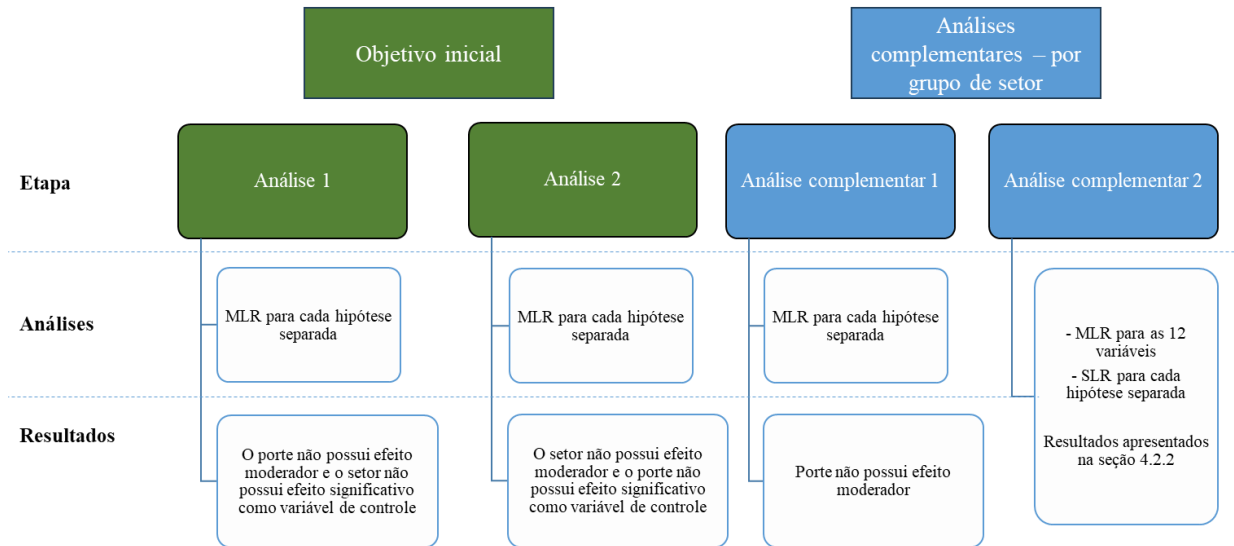 Objetivo inicial
Análises
complementares – por
grupo de setor
Etapa
Análise 1
Análise 2
Análise complementar 1
Análise complementar 2
Análises
MLR para cada hipótese
separada
MLR para cada hipótese
separada
MLR para cada hipótese
separada
- MLR para as 12
variáveis
- SLR para cada
hipótese separada
Resultados apresentados
na seção 4.2.2
Resultados
O porte não possui efeito
moderador e o setor não
possui efeito significativo
como variável de controle
O setor não possui efeito
moderador e o porte não
possui efeito significativo
como variável de controle
Porte não possui efeito
moderador